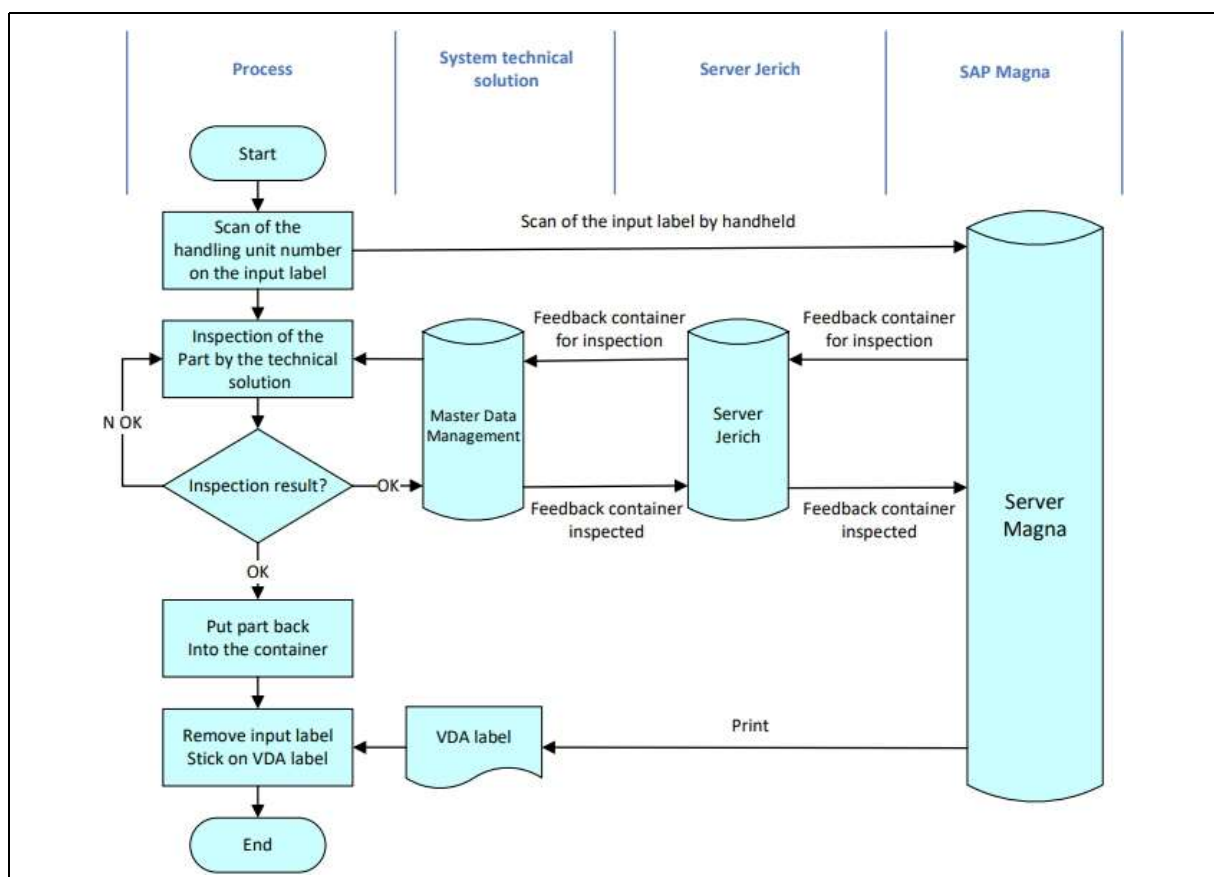 Process
System technical
solution
Server Jerich
SAP Magna
Start
Scan of the
handling unit number
on the input label
Scan of the input label by handheld
Inspection of the
Part by the technical
solution
Feedback container
for inspection
Feedback container
for inspection
N OK
Master Data
Management
Server
Jerich
Server
Magna
Inspection result?
OK
Feedback container
inspected
Feedback container
inspected
OK
Put part back
Into the container
Remove input label
Stick on VDA label
VDA label
Print
End